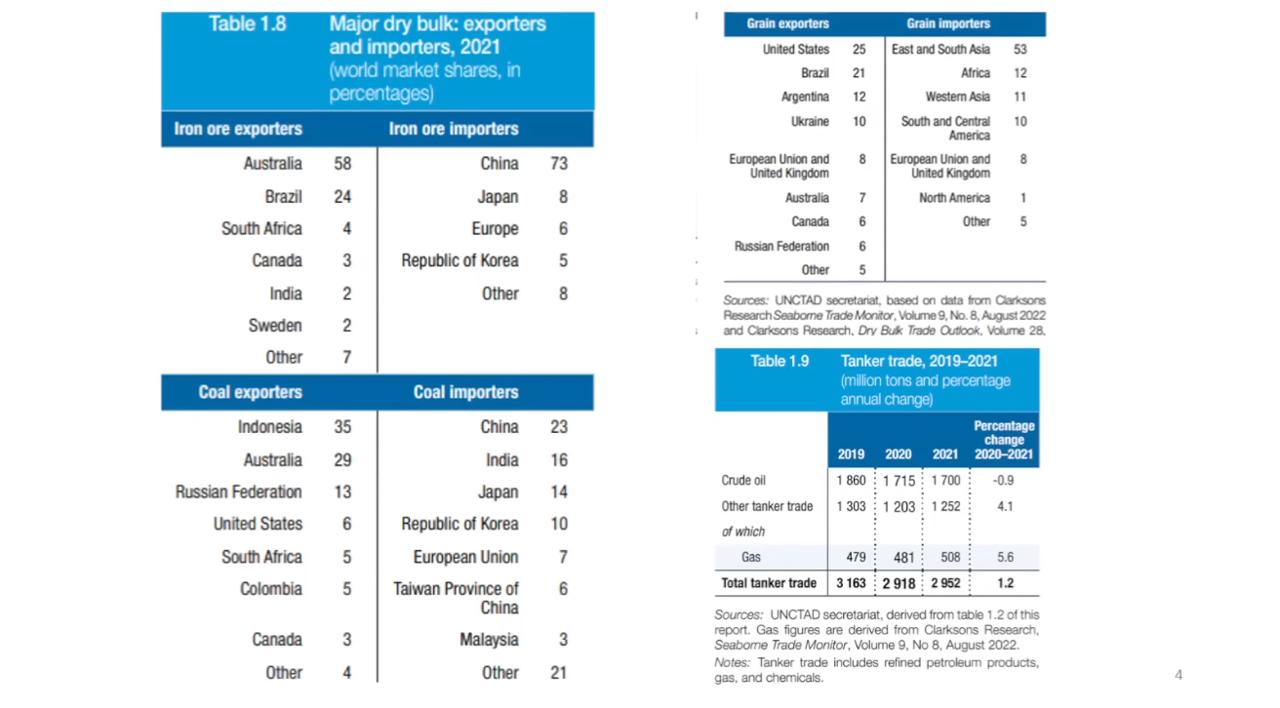 Table 1.8 Major dry bulk: exporters
and importers, 2021
(world market shares, in
percentages)
Iron ore exporters Iron ore importers
Australia 58 China 73
Brazil 24 Japan 8
South Africa 4 Europe 6
Canada 3 Republic of Korea 5
India 2 Other 8
Sweden 2
Other 7
Coal exporters Coal importers
Indonesia 35 China 23
Australia 29 India 16
Russian Federation 13 Japan 14
United States 6 Republic of Korea 10
South Africa 5 European Union 7
Colombia 5 Taiwan Province of 6
China
Canada 3 Malaysia 3
Other 4 Other 21
Grain exporters Grain importers
United States 25 East and South Asia 53
Brazil 21 Africa 12
Argentina 12 Western Asia 11
Ukraine 10 South and Central 10
America
European Union and 8 European Union and 8
United Kingdom United Kingdom
Australia 7 North America 1
Canada 6 Other 5
Russian Federation 6
Other 5
Sources: UNCTAD secretariat, based on data from Clarksons
Research Seaborne Trade Monitor, Volume 9, No. 8, August 2022
and Clarksons Research, Dry Bulk Trade Outlook, Volume 28,
Table 1.9 Tanker trade, 2019–2021
(million tons and percentage
annual change)
Percentage
change
2019 2020 2021 2020–2021
Crude oil 1 860 1 715 1 700 -0.9
Other tanker trade 1 303 1 203 1 252 4.1
of which
Gas 479 481 508 5.6
Total tanker trade 3 163 2 918 2 952 1.2
Sources: UNCTAD secretariat, derived from table 1.2 of this
report. Gas figures are derived from Clarksons Research,
Seaborne Trade Monitor, Volume 9, No 8, August 2022.
Notes: Tanker trade includes refined petroleum products,
gas, and chemicals.
4